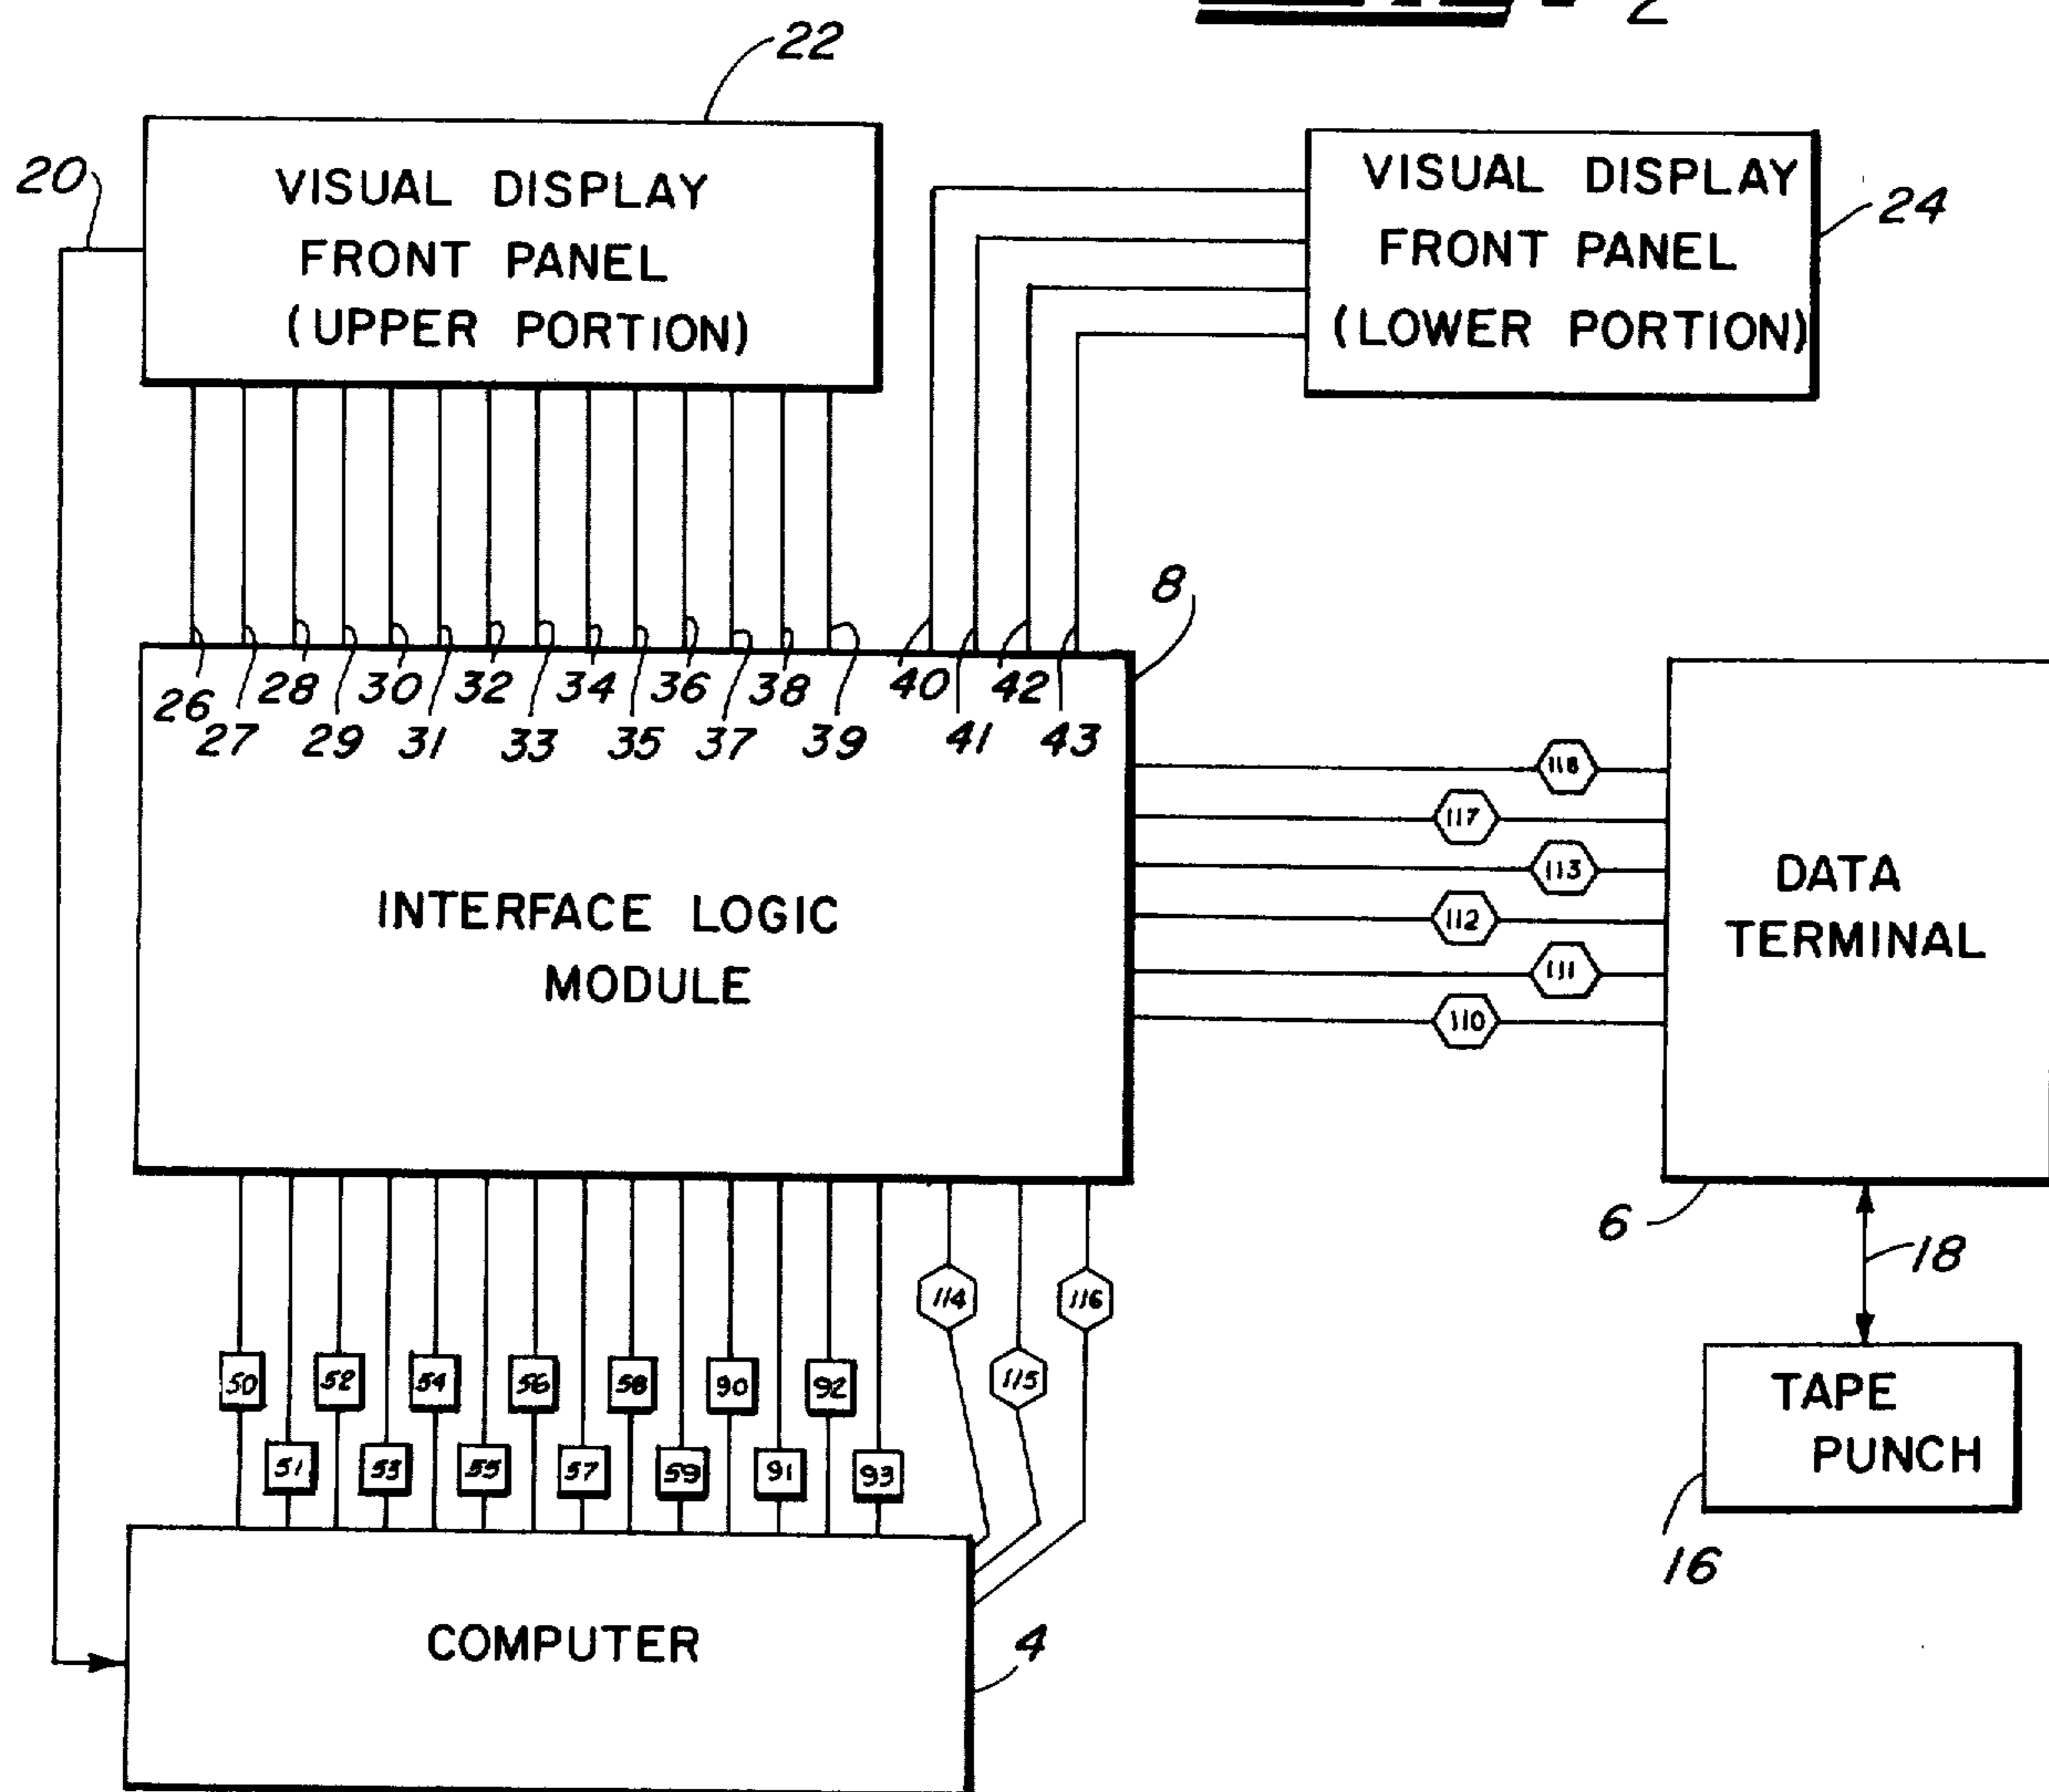 2
22
20
VISUAL DISPLAY
FRONT PANEL
(UPPER PORTION)
VISUAL DISPLAY
FRONT PANEL
(LOWER PORTION)
24
8
26 28 30 32 34 36 38 40 42
27 29 31 33 35 37 39 41 43
INTERFACE LOGIC
MODULE
118
117
113
112
111
110
DATA
TERMINAL
6
18
114 116
115
50 52 54 56 58 90 92
51 53 55 57 59 91 93
TAPE
PUNCH
16
COMPUTER
4